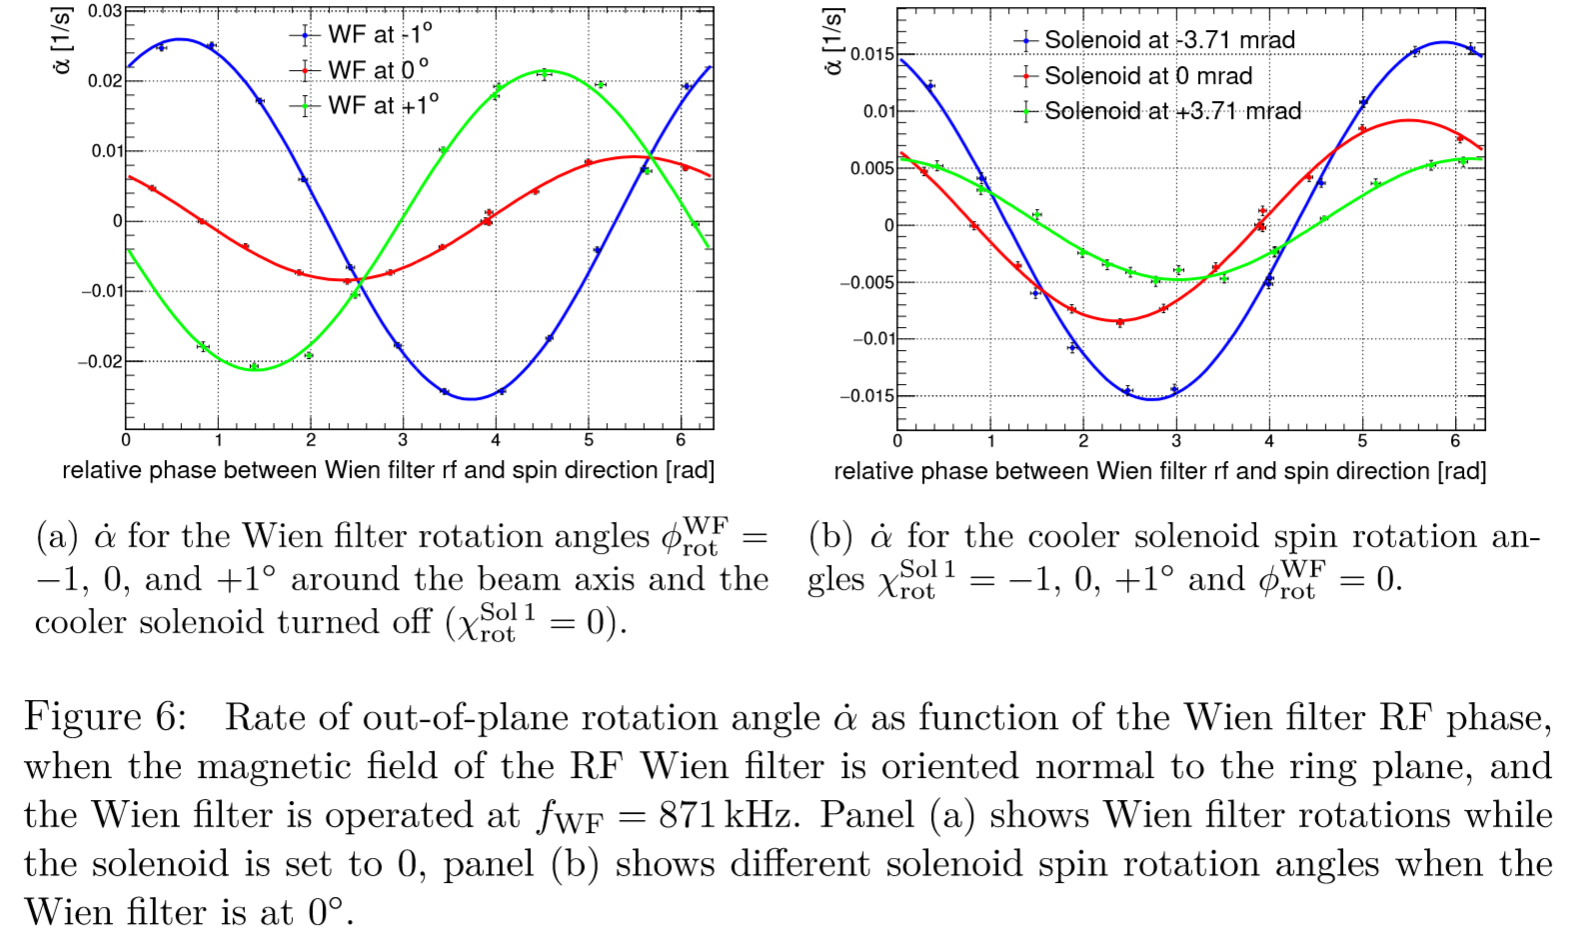 α̇ [1/s]
0.03
0.02
0.01
0
−0.01
−0.02
WF at -1°
WF at 0°
WF at +1°
0 1 2 3 4 5 6
relative phase between Wien filter rf and spin direction [rad]
α̇ [1/s]
0.015
0.01
0.005
0
−0.005
−0.01
−0.015
Solenoid at -3.71 mrad
Solenoid at 0 mrad
Solenoid at +3.71 mrad
0 1 2 3 4 5 6
relative phase between Wien filter rf and spin direction [rad]
(a) α̇ for the Wien filter rotation angles ϕ_rot^WF =
−1, 0, and +1° around the beam axis and the
cooler solenoid turned off (χ_rot^Sol 1 = 0).
(b) α̇ for the cooler solenoid spin rotation an-
gles χ_rot^Sol 1 = −1, 0, +1° and ϕ_rot^WF = 0.
Figure 6: Rate of out-of-plane rotation angle α̇ as function of the Wien filter RF phase,
when the magnetic field of the RF Wien filter is oriented normal to the ring plane, and
the Wien filter is operated at f_WF = 871 kHz. Panel (a) shows Wien filter rotations while
the solenoid is set to 0, panel (b) shows different solenoid spin rotation angles when the
Wien filter is at 0°.